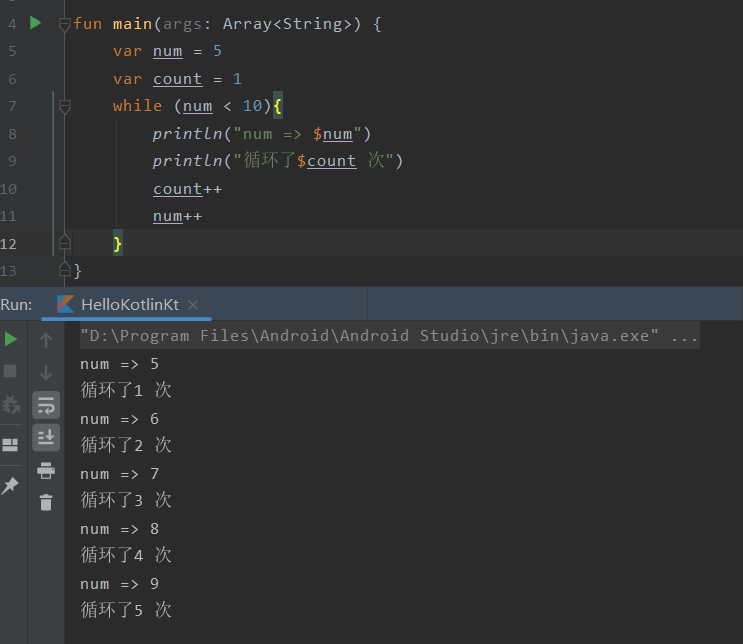 4 fun main(args: Array<String>) {
5 var num = 5
6 var count = 1
7 while (num < 10){
8 println("num => $num")
9 println("循环了$count 次")
10 count++
11 num++
12 }
13 }
Run: HelloKotlinKt ×
"D:\Program Files\Android\Android Studio\jre\bin\java.exe" ...
num => 5
循环了1 次
num => 6
循环了2 次
num => 7
循环了3 次
num => 8
循环了4 次
num => 9
循环了5 次